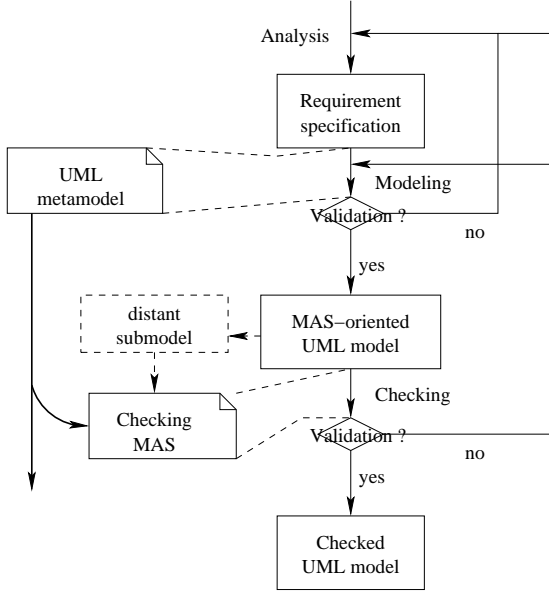 Analysis
Requirement
specification
UML
metamodel
Modeling
Validation ?
no
yes
distant
submodel
MAS−oriented
UML model
Checking
Checking
MAS
Validation ?
no
yes
Checked
UML model